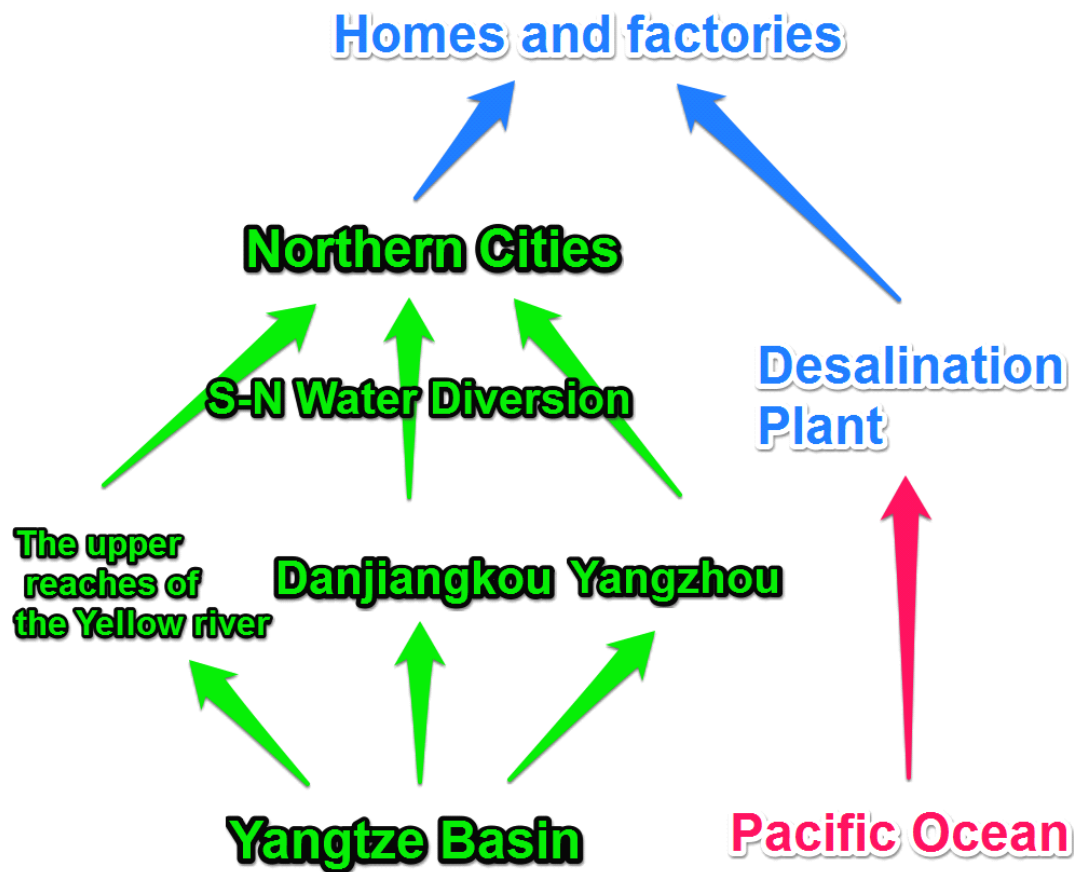 Homes and factories
Northern Cities
S-N Water Diversion
Desalination
Plant
The upper
reaches of
the Yellow river
Danjiangkou
Yangzhou
Yangtze Basin
Pacific Ocean